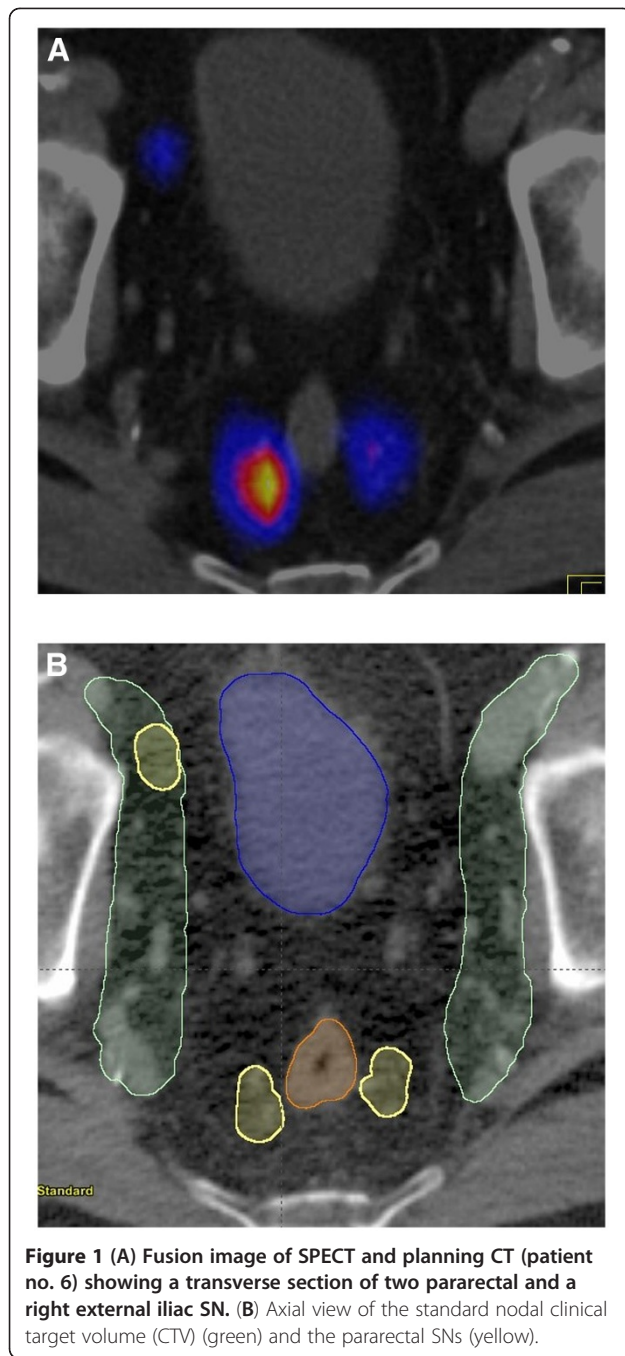 A
B
Standard
Figure 1 (A) Fusion image of SPECT and planning CT (patient
no. 6) showing a transverse section of two pararectal and a
right external iliac SN. (B) Axial view of the standard nodal clinical
target volume (CTV) (green) and the pararectal SNs (yellow).